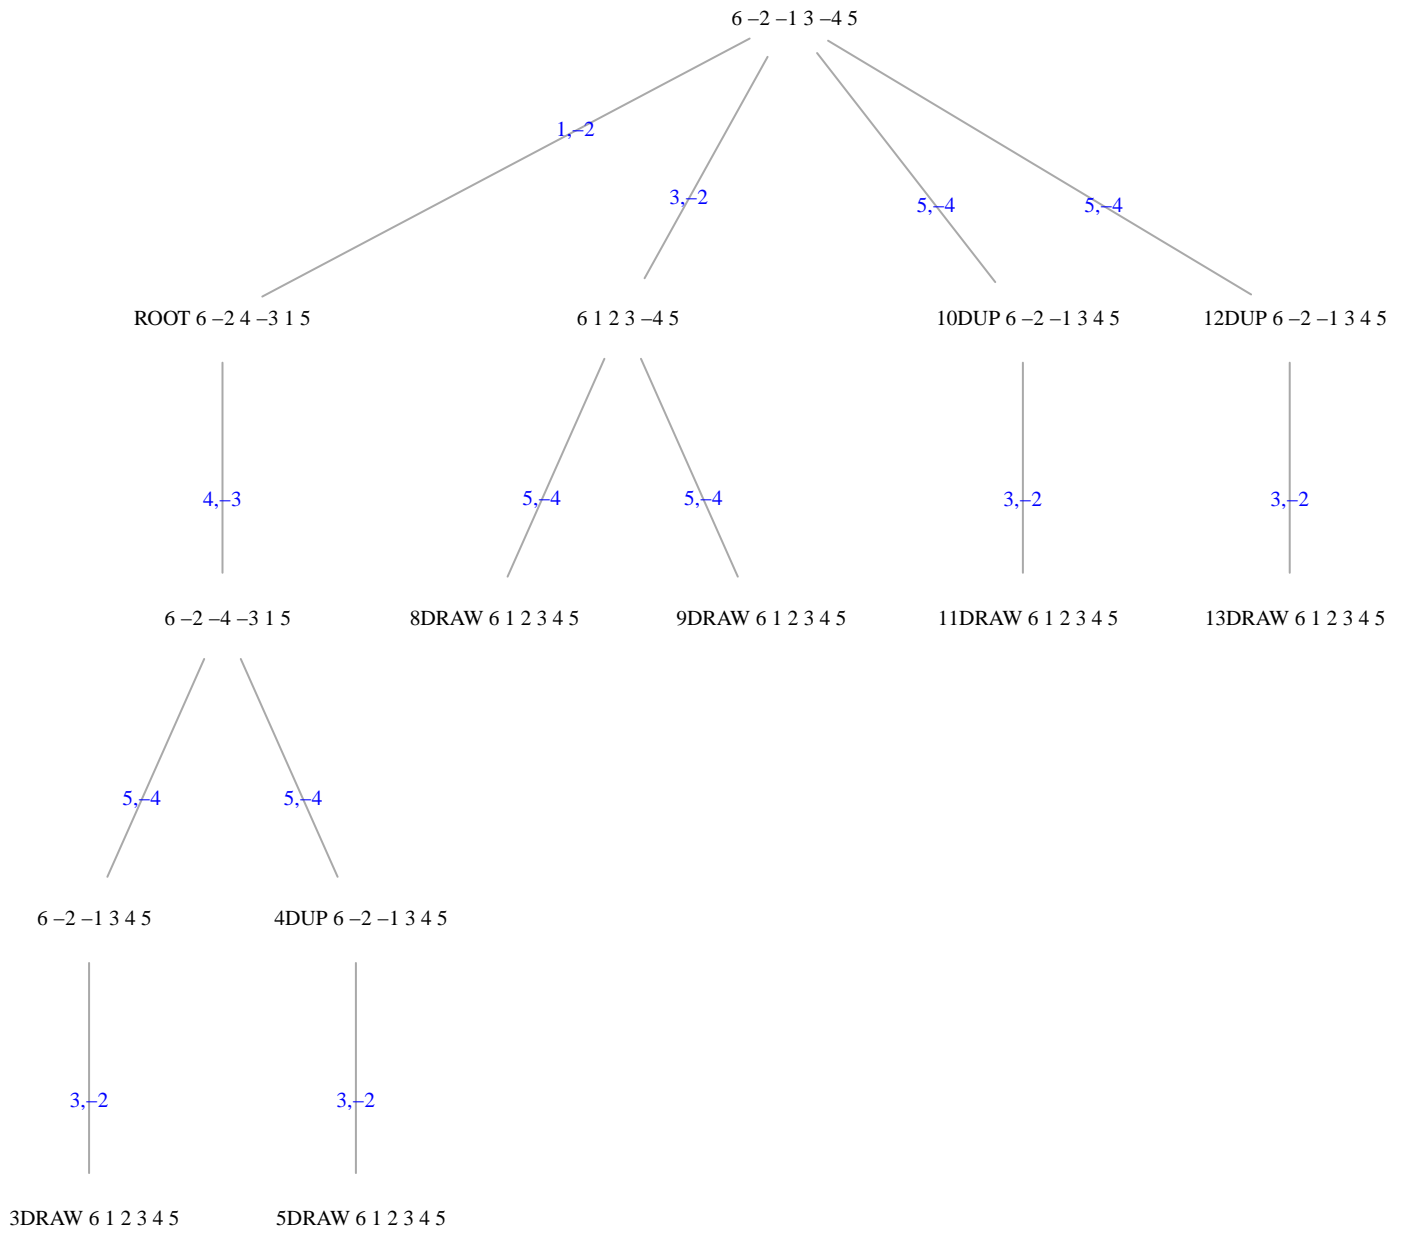 6 –2 –1 3 –4 5
1,–2
3,–2
5,–4
5,–4
ROOT 6 –2 4 –3 1 5
6 1 2 3 –4 5
10DUP 6 –2 –1 3 4 5
12DUP 6 –2 –1 3 4 5
4,–3
5,–4
5,–4
3,–2
3,–2
6 –2 –4 –3 1 5
8DRAW 6 1 2 3 4 5
9DRAW 6 1 2 3 4 5
11DRAW 6 1 2 3 4 5
13DRAW 6 1 2 3 4 5
5,–4
5,–4
6 –2 –1 3 4 5
4DUP 6 –2 –1 3 4 5
3,–2
3,–2
3DRAW 6 1 2 3 4 5
5DRAW 6 1 2 3 4 5